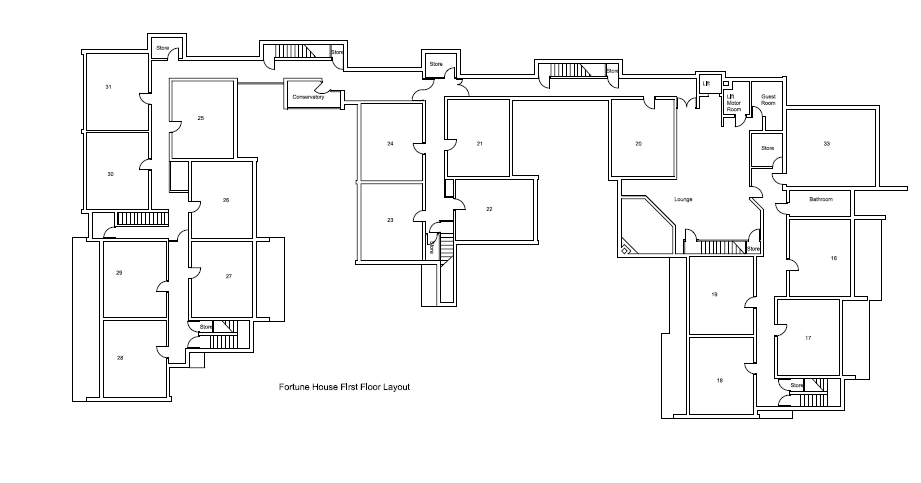 Store
Store
Store
Store
31
Conservatory
Lift
Lift
Motor
Room
Guest
Room
25
24
21
20
33
Store
30
26
23
22
Lounge
Bathroom
Store
Store
29
27
16
19
Store
28
17
18
Store
Fortune House First Floor Layout